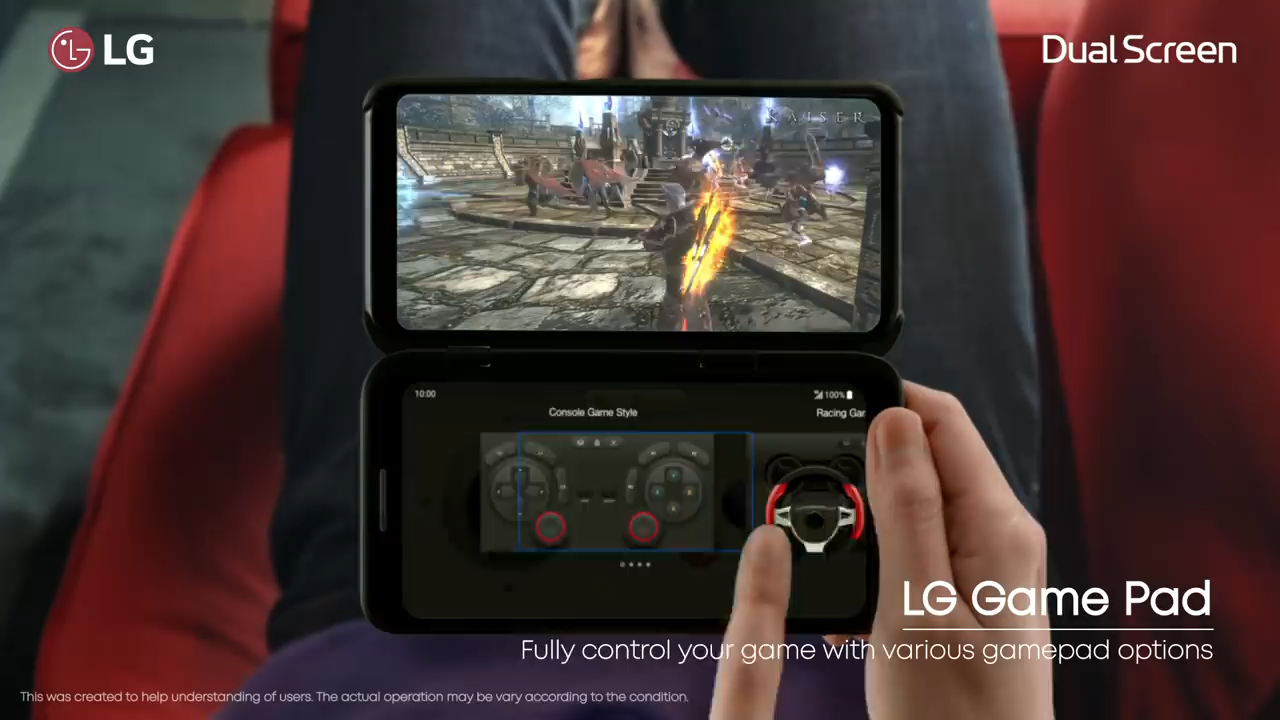 LG
Dual Screen
KAISER
10:00
100%
Console Game Style
Racing Gar
LG Game Pad
Fully control your game with various gamepad options
This was created to help understanding of users. The actual operation may be vary according to the condition.